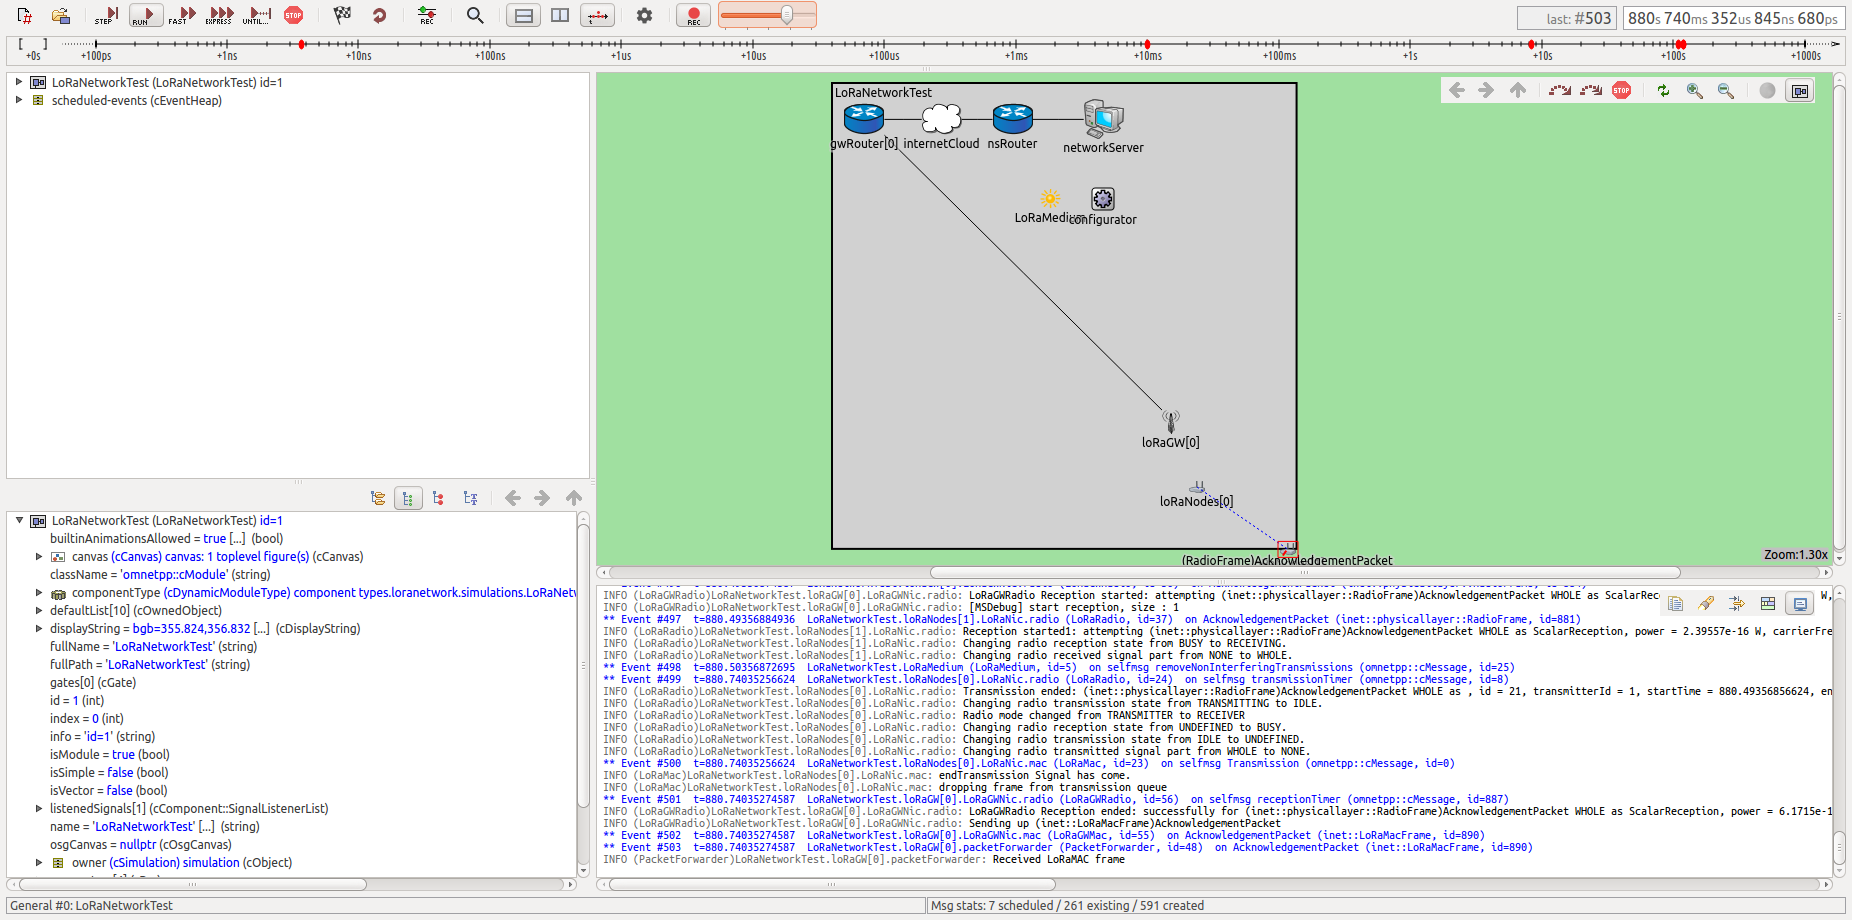 STEP RUN FAST EXPRESS UNTIL... STOP REC REC last: #503 880s 740ms 352us 845ns 680ps
+0s +100ps +1ns +10ns +100ns +1us +10us +100us +1ms +10ms +100ms +1s +10s +100s +1000s
LoRaNetworkTest (LoRaNetworkTest) id=1
scheduled-events (cEventHeap)
LoRaNetworkTest (LoRaNetworkTest) id=1
builtinAnimationsAllowed = true [...] (bool)
canvas (cCanvas) canvas: 1 toplevel figure(s) (cCanvas)
className = 'omnetpp::cModule' (string)
componentType (cDynamicModuleType) component types.loranetwork.simulations.LoRaNetw
defaultList[10] (cOwnedObject)
displayString = bgb=355.824,356.832 [...] (cDisplayString)
fullName = 'LoRaNetworkTest' (string)
fullPath = 'LoRaNetworkTest' (string)
gates[0] (cGate)
id = 1 (int)
index = 0 (int)
info = 'id=1' (string)
isModule = true (bool)
isSimple = false (bool)
isVector = false (bool)
listenedSignals[1] (cComponent::SignalListenerList)
name = 'LoRaNetworkTest' [...] (string)
osgCanvas = nullptr (cOsgCanvas)
owner (cSimulation) simulation (cObject)
LoRaNetworkTest
STOP
gwRouter[0] internetCloud nsRouter networkServer
LoRaMedium configurator
loRaGW[0]
loRaNodes[0]
(RadioFrame)AcknowledgementPacket
Zoom:1.30x
INFO (LoRaGWRadio)LoRaNetworkTest.loRaGW[0].LoRaGWNic.radio: LoRaGWRadio Reception started: attempting (inet::physicallayer::RadioFrame)AcknowledgementPacket WHOLE as ScalarRec W,
INFO (LoRaGWRadio)LoRaNetworkTest.loRaGW[0].LoRaGWNic.radio: [MSDebug] start reception, size : 1
** Event #497 t=880.49356884936 LoRaNetworkTest.loRaNodes[1].LoRaNic.radio (LoRaRadio, id=37) on AcknowledgementPacket (inet::physicallayer::RadioFrame, id=881)
INFO (LoRaRadio)LoRaNetworkTest.loRaNodes[1].LoRaNic.radio: Reception started1: attempting (inet::physicallayer::RadioFrame)AcknowledgementPacket WHOLE as ScalarReception, power = 2.39557e-16 W, carrierFre
INFO (LoRaRadio)LoRaNetworkTest.loRaNodes[1].LoRaNic.radio: Changing radio reception state from BUSY to RECEIVING.
INFO (LoRaRadio)LoRaNetworkTest.loRaNodes[1].LoRaNic.radio: Changing radio received signal part from NONE to WHOLE.
** Event #498 t=880.50356872695 LoRaNetworkTest.LoRaMedium (LoRaMedium, id=5) on selfmsg removeNonInterferingTransmissions (omnetpp::cMessage, id=25)
** Event #499 t=880.74035256624 LoRaNetworkTest.loRaNodes[0].LoRaNic.radio (LoRaRadio, id=24) on selfmsg transmissionTimer (omnetpp::cMessage, id=8)
INFO (LoRaRadio)LoRaNetworkTest.loRaNodes[0].LoRaNic.radio: Transmission ended: (inet::physicallayer::RadioFrame)AcknowledgementPacket WHOLE as , id = 21, transmitterId = 1, startTime = 880.49356856624, en
INFO (LoRaRadio)LoRaNetworkTest.loRaNodes[0].LoRaNic.radio: Changing radio transmission state from TRANSMITTING to IDLE.
INFO (LoRaRadio)LoRaNetworkTest.loRaNodes[0].LoRaNic.radio: Radio mode changed from TRANSMITTER to RECEIVER
INFO (LoRaRadio)LoRaNetworkTest.loRaNodes[0].LoRaNic.radio: Changing radio reception state from UNDEFINED to BUSY.
INFO (LoRaRadio)LoRaNetworkTest.loRaNodes[0].LoRaNic.radio: Changing radio transmission state from IDLE to UNDEFINED.
INFO (LoRaRadio)LoRaNetworkTest.loRaNodes[0].LoRaNic.radio: Changing radio transmitted signal part from WHOLE to NONE.
** Event #500 t=880.74035256624 LoRaNetworkTest.loRaNodes[0].LoRaNic.mac (LoRaMac, id=23) on selfmsg Transmission (omnetpp::cMessage, id=0)
INFO (LoRaMac)LoRaNetworkTest.loRaNodes[0].LoRaNic.mac: endTransmission Signal has come.
INFO (LoRaMac)LoRaNetworkTest.loRaNodes[0].LoRaNic.mac: dropping frame from transmission queue
** Event #501 t=880.74035274587 LoRaNetworkTest.loRaGW[0].LoRaGWNic.radio (LoRaGWRadio, id=56) on selfmsg receptionTimer (omnetpp::cMessage, id=887)
INFO (LoRaGWRadio)LoRaNetworkTest.loRaGW[0].LoRaGWNic.radio: LoRaGWRadio Reception ended: successfully for (inet::physicallayer::RadioFrame)AcknowledgementPacket WHOLE as ScalarReception, power = 6.1715e-1
INFO (LoRaGWRadio)LoRaNetworkTest.loRaGW[0].LoRaGWNic.radio: Sending up (inet::LoRaMacFrame)AcknowledgementPacket
** Event #502 t=880.74035274587 LoRaNetworkTest.loRaGW[0].LoRaGWNic.mac (LoRaGWMac, id=55) on AcknowledgementPacket (inet::LoRaMacFrame, id=890)
** Event #503 t=880.74035274587 LoRaNetworkTest.loRaGW[0].packetForwarder (PacketForwarder, id=48) on AcknowledgementPacket (inet::LoRaMacFrame, id=890)
INFO (PacketForwarder)LoRaNetworkTest.loRaGW[0].packetForwarder: Received LoRaMAC frame
General #0: LoRaNetworkTest
Msg stats: 7 scheduled / 261 existing / 591 created